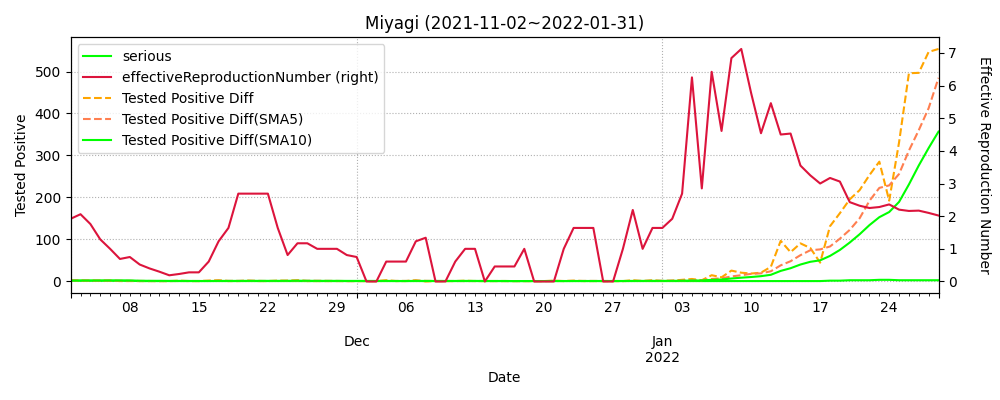 Miyagi (2021-11-02~2022-01-31)
serious
effectiveReproductionNumber (right)
Tested Positive Diff
Tested Positive Diff(SMA5)
Tested Positive Diff(SMA10)
Tested Positive
500
400
300
200
100
0
7
6
5
4
3
2
1
0
Effective Reproduction Number
08 15 22 29 06 13 20 27 03 10 17 24
Dec Jan
2022
Date